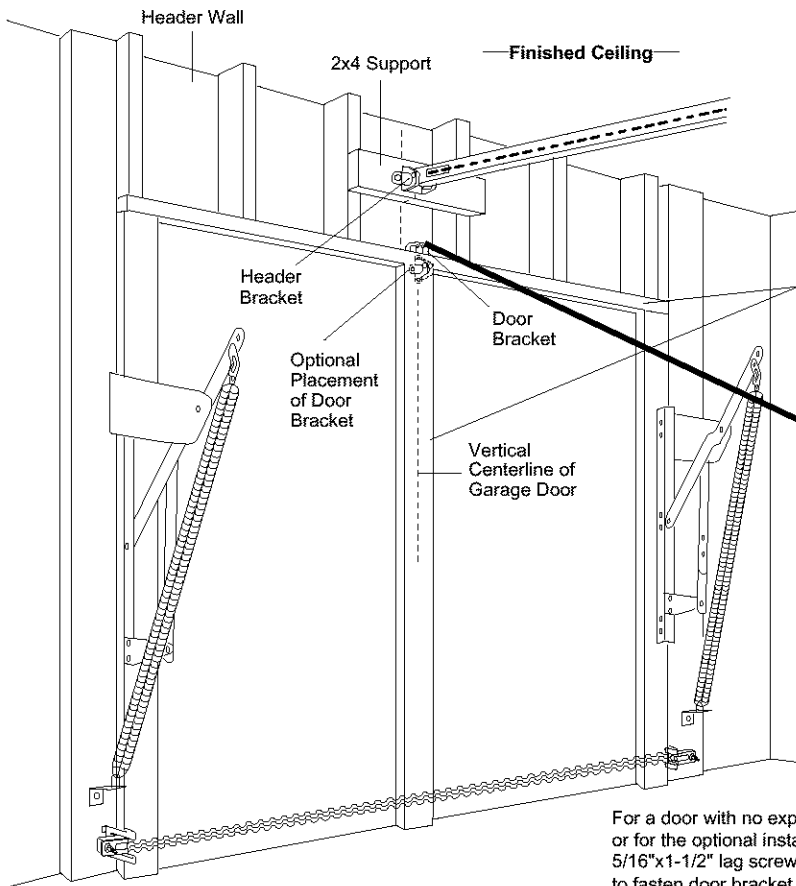 Header Wall
2x4 Support
Finished Ceiling
Header
Bracket
Door
Bracket
Optional
Placement
of Door
Bracket
Vertical
Centerline of
Garage Door
For a door with no exp
or for the optional insta
5/16"x1-1/2" lag screw
to fasten door bracket